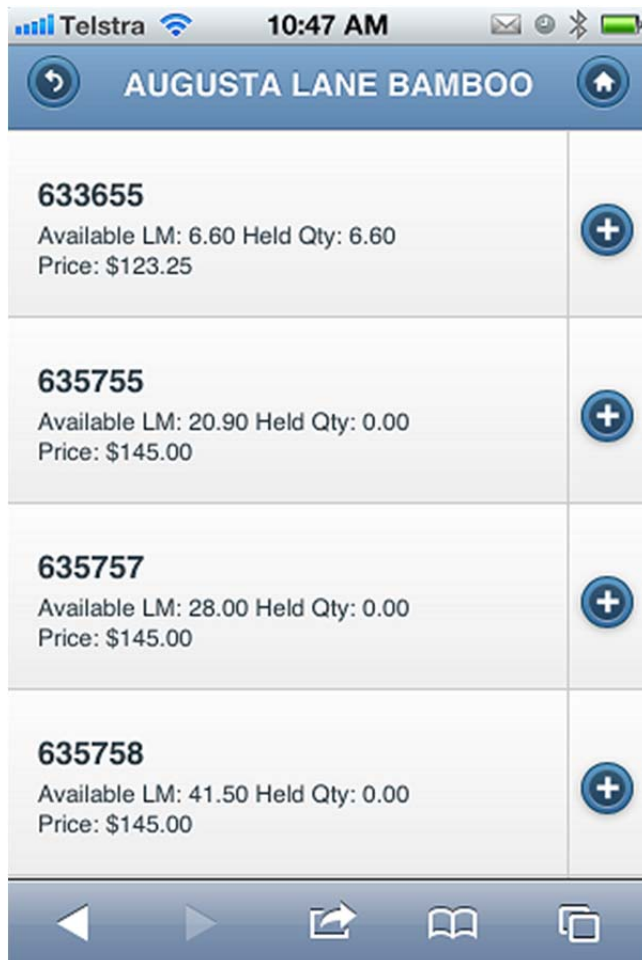 Telstra 10:47 AM
AUGUSTA LANE BAMBOO
633655
Available LM: 6.60 Held Qty: 6.60
Price: $123.25
635755
Available LM: 20.90 Held Qty: 0.00
Price: $145.00
635757
Available LM: 28.00 Held Qty: 0.00
Price: $145.00
635758
Available LM: 41.50 Held Qty: 0.00
Price: $145.00